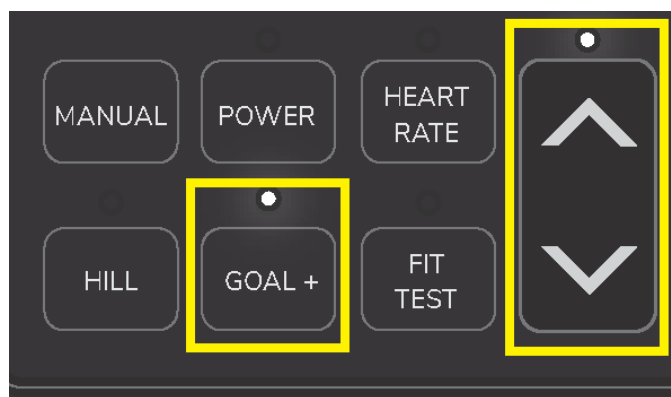 MANUAL
POWER
HEART
RATE
HILL
GOAL +
FIT
TEST